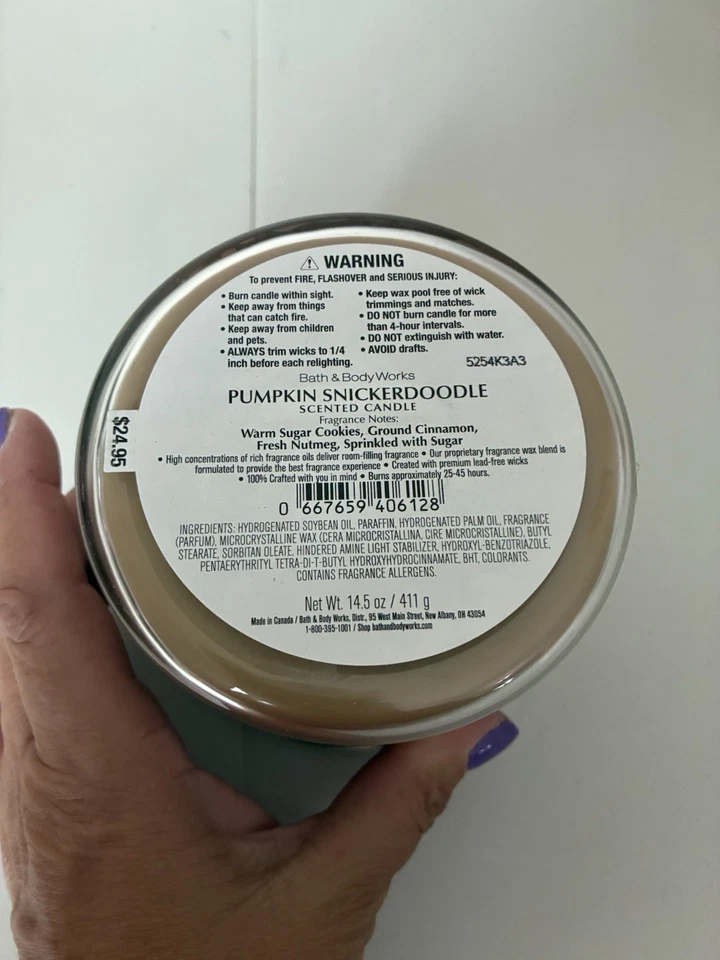 ⚠ WARNING
To prevent FIRE, FLASHOVER and SERIOUS INJURY:
• Burn candle within sight.
• Keep away from things
that can catch fire.
• Keep away from children
and pets.
• ALWAYS trim wicks to 1/4
inch before each relighting.
• Keep wax pool free of wick
trimmings and matches.
• DO NOT burn candle for more
than 4-hour intervals.
• DO NOT extinguish with water.
• AVOID drafts.
5254K3A3
Bath & Body Works
PUMPKIN SNICKERDOODLE
SCENTED CANDLE
Fragrance Notes:
Warm Sugar Cookies, Ground Cinnamon,
Fresh Nutmeg, Sprinkled with Sugar
• High concentrations of rich fragrance oils deliver room-filling fragrance • Our proprietary fragrance wax blend is
formulated to provide the best fragrance experience • Created with premium lead-free wicks
• 100% Crafted with you in mind • Burns approximately 25-45 hours.
$24.95
0 667659 406128
INGREDIENTS: HYDROGENATED SOYBEAN OIL, PARAFFIN, HYDROGENATED PALM OIL, FRAGRANCE
(PARFUM), MICROCRYSTALLINE WAX (CERA MICROCRISTALLINA, CIRE MICROCRISTALLINE), BUTYL
STEARATE, SORBITAN OLEATE, HINDERED AMINE LIGHT STABILIZER, HYDROXYL-BENZOTRIAZOLE,
PENTAERYTHRITYL TETRA-DI-T-BUTYL HYDROXYHYDROCINNAMATE, BHT, COLORANTS.
CONTAINS FRAGRANCE ALLERGENS.
Net Wt. 14.5 oz / 411 g
Made in Canada / Bath & Body Works, Distr., 95 West Main Street, New Albany, OH 43054
1-800-395-1001 / Shop bathandbodyworks.com